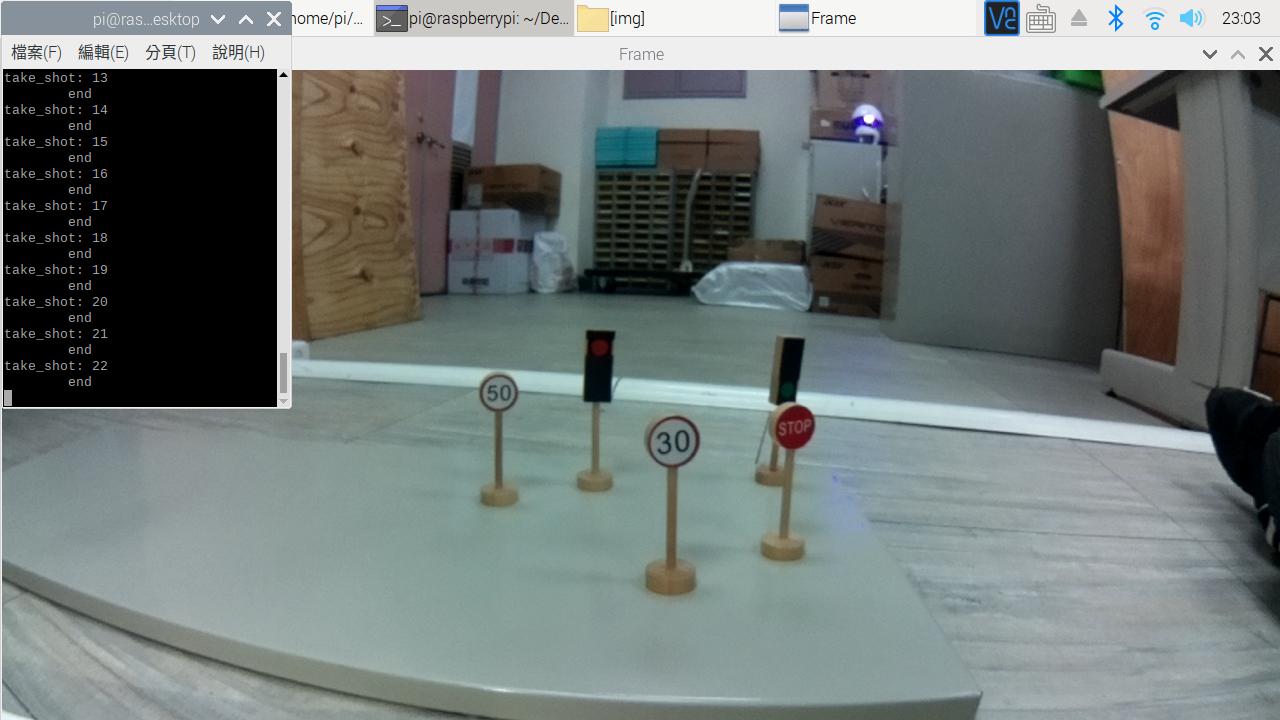 pi@ras...esktop
home/pi/...
pi@raspberrypi: ~/De...
[img]
Frame
23:03
檔案(F) 編輯(E) 分頁(T) 說明(H)
Frame
take_shot: 13
end
take_shot: 14
end
take_shot: 15
end
take_shot: 16
end
take_shot: 17
end
take_shot: 18
end
take_shot: 19
end
take_shot: 20
end
take_shot: 21
end
take_shot: 22
end
50
30
STOP